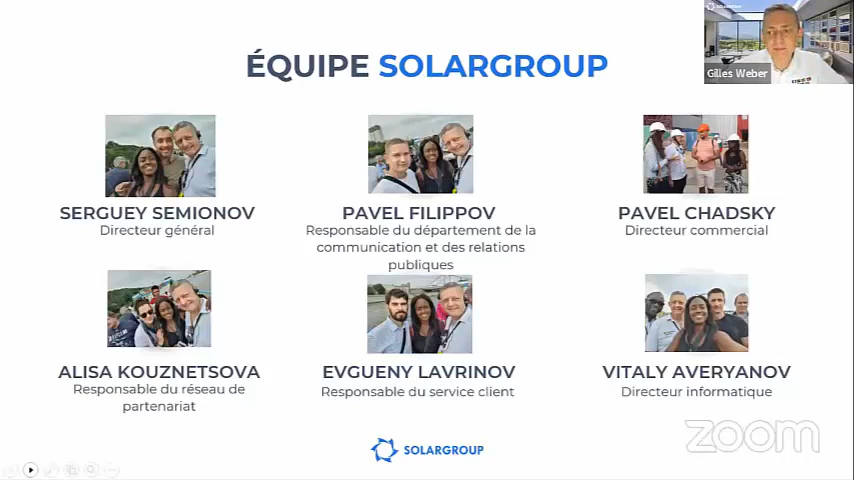 SOLARGROUP
Gilles Weber
ÉQUIPE SOLARGROUP
SERGUEY SEMIONOV
Directeur général
PAVEL FILIPPOV
Responsable du département de la
communication et des relations
publiques
PAVEL CHADSKY
Directeur commercial
ALISA KOUZNETSOVA
Responsable du réseau de
partenariat
EVGUENY LAVRINOV
Responsable du service client
VITALY AVERYANOV
Directeur informatique
SOLARGROUP
zoom